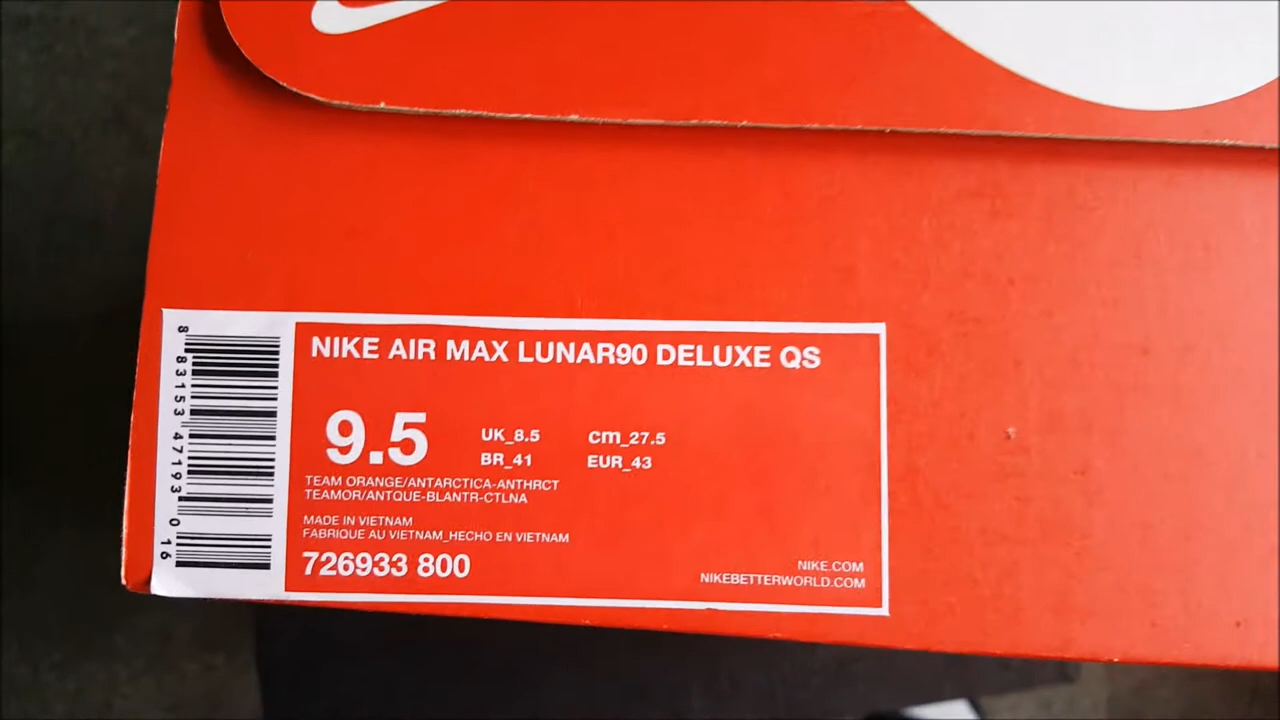 NIKE AIR MAX LUNAR90 DELUXE QS
9.5
UK_8.5 cm_27.5
BR_41 EUR_43
TEAM ORANGE/ANTARCTICA-ANTHRCT
TEAMOR/ANTQUE-BLANTR-CTLNA
MADE IN VIETNAM
FABRIQUE AU VIETNAM_HECHO EN VIETNAM
726933 800
NIKE.COM
NIKEBETTERWORLD.COM
8 83153 47193 0 16